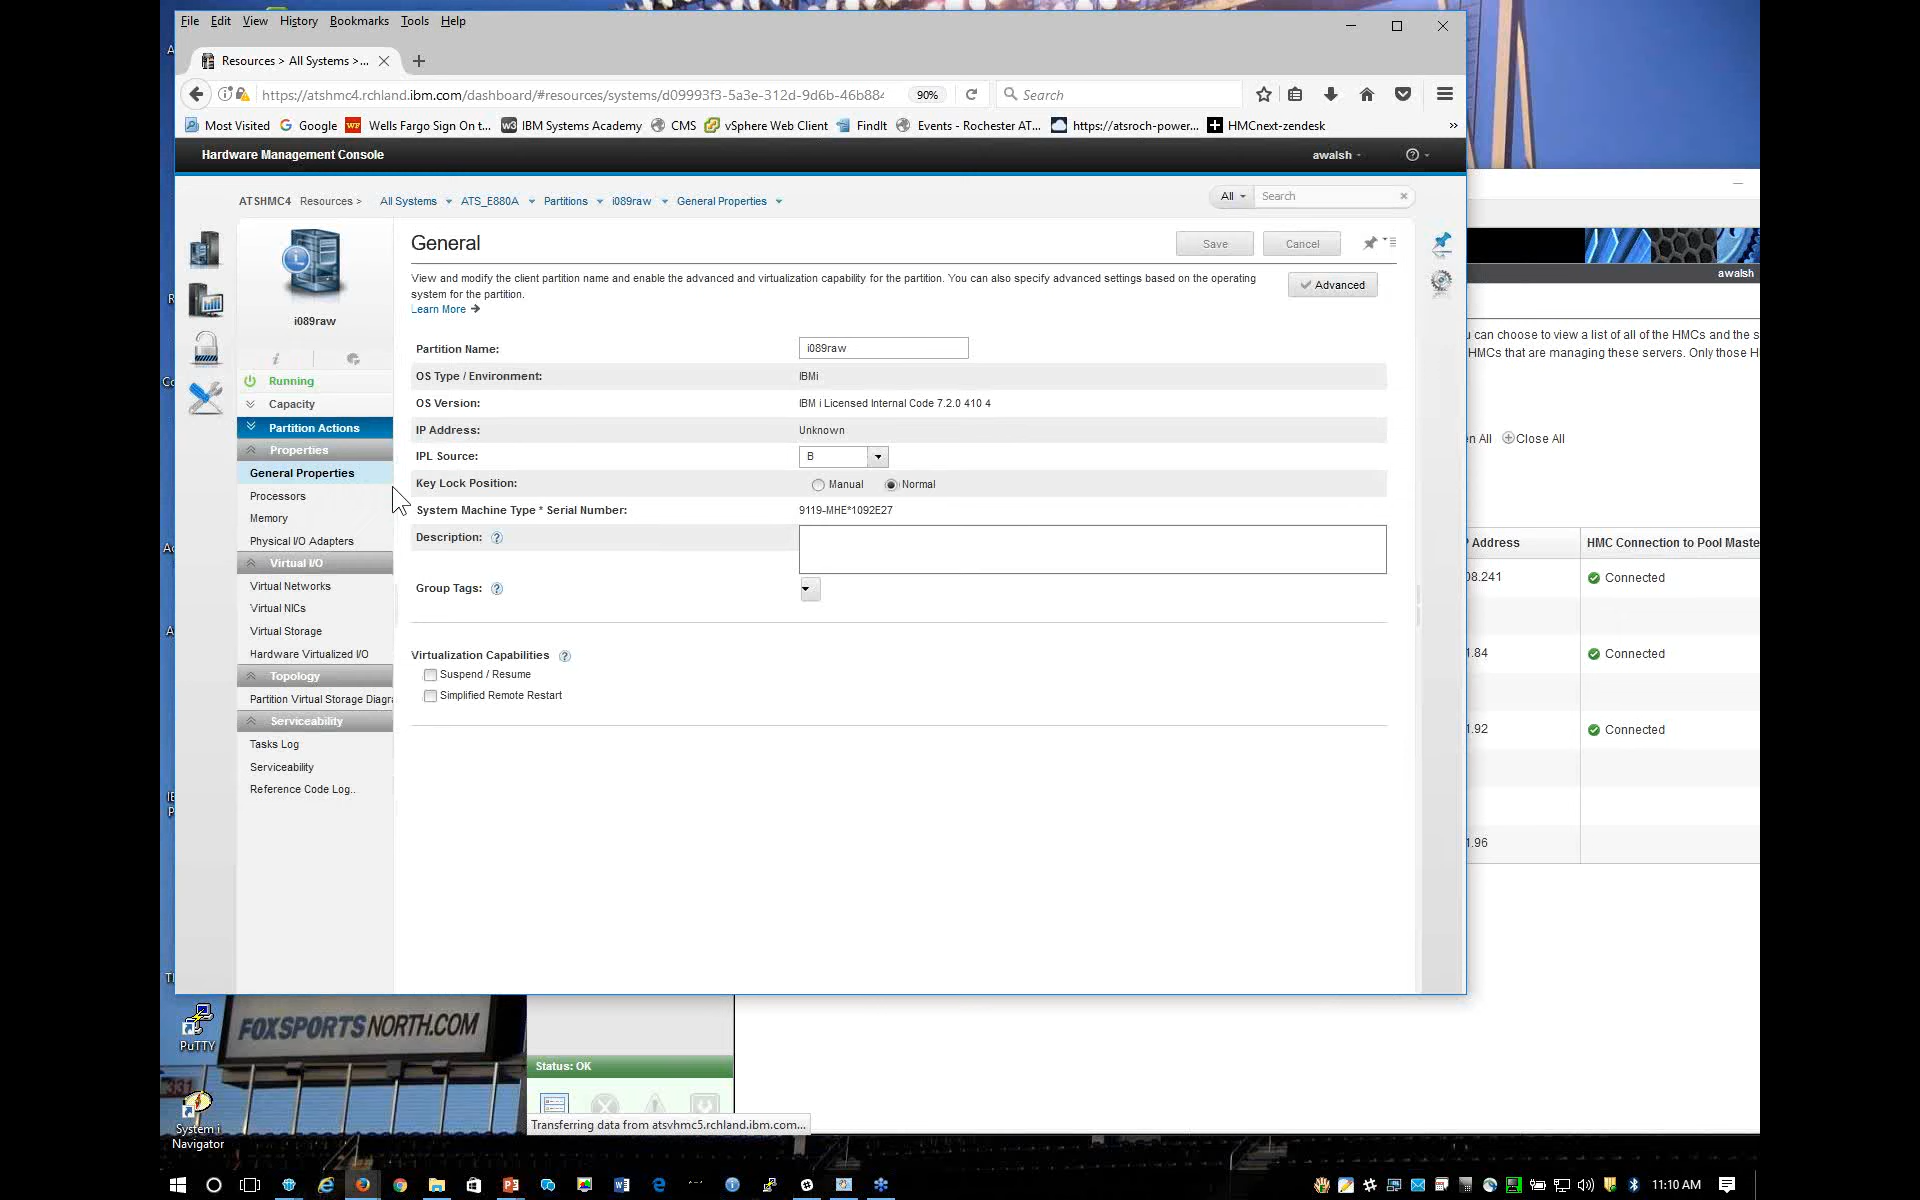 File Edit View History Bookmarks Tools Help
Resources > All Systems >...
https://atshmc4.rchland.ibm.com/dashboard/#resources/systems/d09993f3-5a3e-312d-9d6b-46b884 90% Search
Most Visited Google Wells Fargo Sign On t... IBM Systems Academy CMS vSphere Web Client FindIt Events - Rochester AT... https://atsroch-power... HMCnext-zendesk »
Hardware Management Console awalsh
ATSHMC4 Resources > All Systems ATS_E880A Partitions i089raw General Properties All Search
General Save Cancel
View and modify the client partition name and enable the advanced and virtualization capability for the partition. You can also specify advanced settings based on the operating
system for the partition.
Advanced
Learn More
i089raw
Running
Capacity
Partition Actions
Properties
General Properties
Processors
Memory
Physical I/O Adapters
Virtual I/O
Virtual Networks
Virtual NICs
Virtual Storage
Hardware Virtualized I/O
Topology
Partition Virtual Storage Diagr
Serviceability
Tasks Log
Serviceability
Reference Code Log..
Partition Name: i089raw
OS Type / Environment: IBMi
OS Version: IBM i Licensed Internal Code 7.2.0 410 4
IP Address: Unknown
IPL Source: B
Key Lock Position: Manual Normal
System Machine Type * Serial Number: 9119-MHE*1092E27
Description:
Group Tags:
Virtualization Capabilities
Suspend / Resume
Simplified Remote Restart
awalsh
u can choose to view a list of all of the HMCs and the s
HMCs that are managing these servers. Only those H
en All Close All
Address HMC Connection to Pool Maste
08.241 Connected
1.84 Connected
1.92 Connected
1.96
FOXSPORTSNORTH.COM
331
PuTTY
System i
Navigator
Status: OK
Transferring data from atsvhmc5.rchland.ibm.com...
11:10 AM